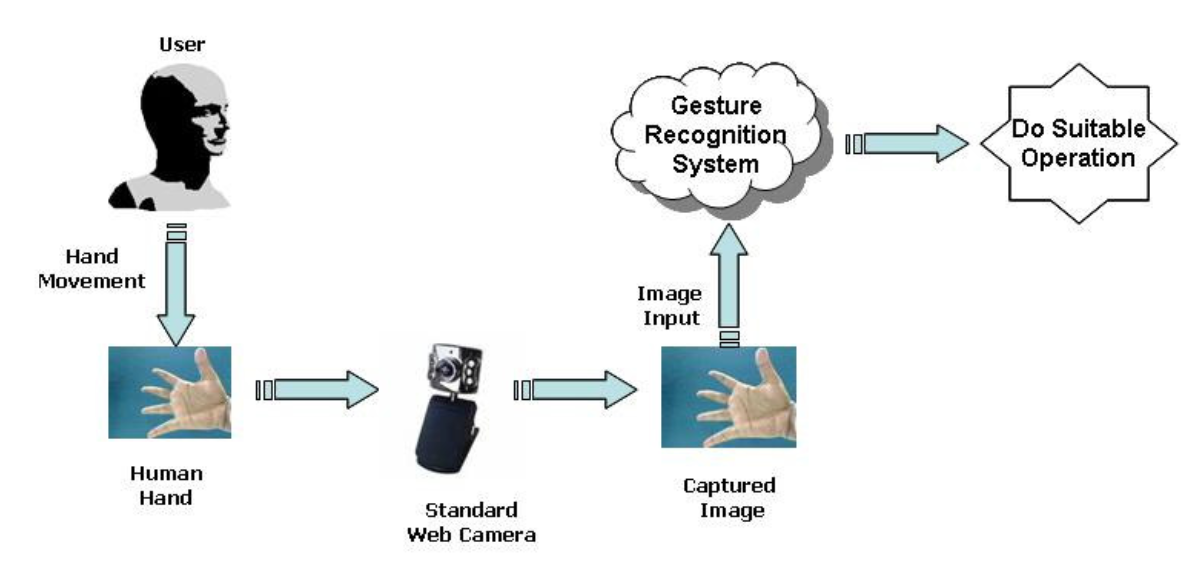 User
Hand
Movement
Human
Hand
Standard
Web Camera
Captured
Image
Image
Input
Gesture
Recognition
System
Do Suitable
Operation